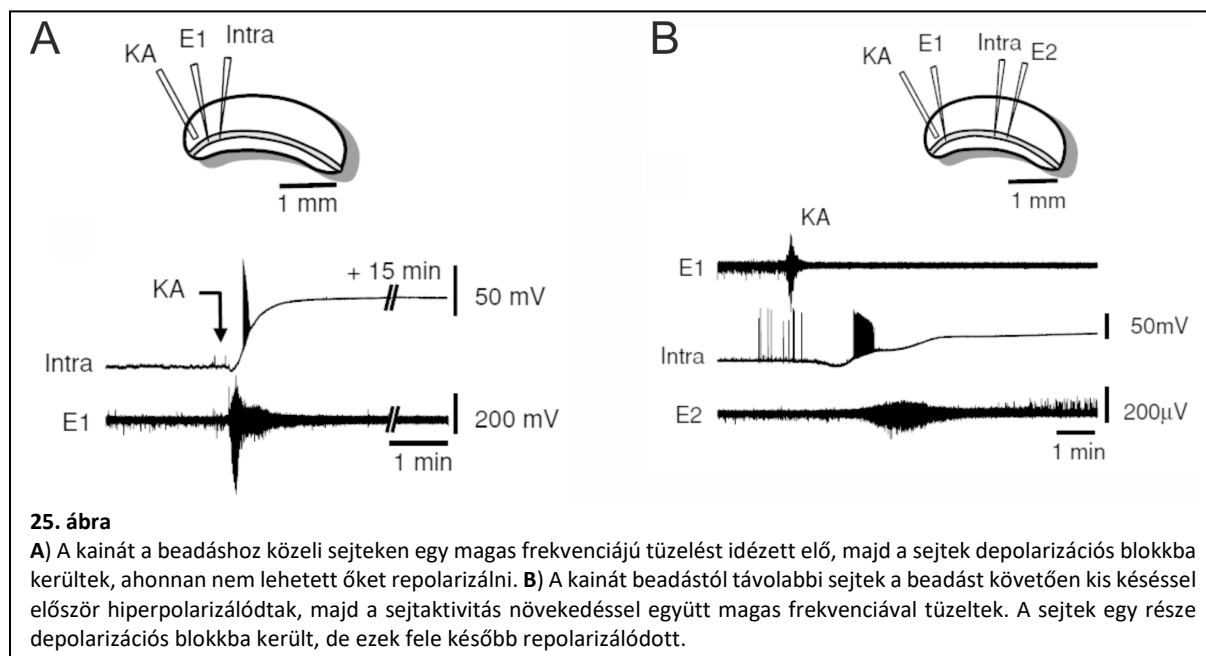 A
KA E1 Intra
1 mm
KA
+ 15 min
50 mV
Intra
E1
200 mV
1 min
B
KA E1 Intra E2
1 mm
KA
E1
50mV
Intra
E2
200µV
1 min
25. ábra
A) A kainát a beadáshoz közeli sejteken egy magas frekvenciájú tüzelést idézett elő, majd a sejtek depolarizációs blokkba
kerültek, ahonnan nem lehetett őket repolarizálni. B) A kainát beadástól távolabbi sejtek a beadást követően kis késéssel
először hiperpolarizálódtak, majd a sejtaktivitás növekedéssel együtt magas frekvenciával tüzeltek. A sejtek egy része
depolarizációs blokkba került, de ezek fele később repolarizálódott.